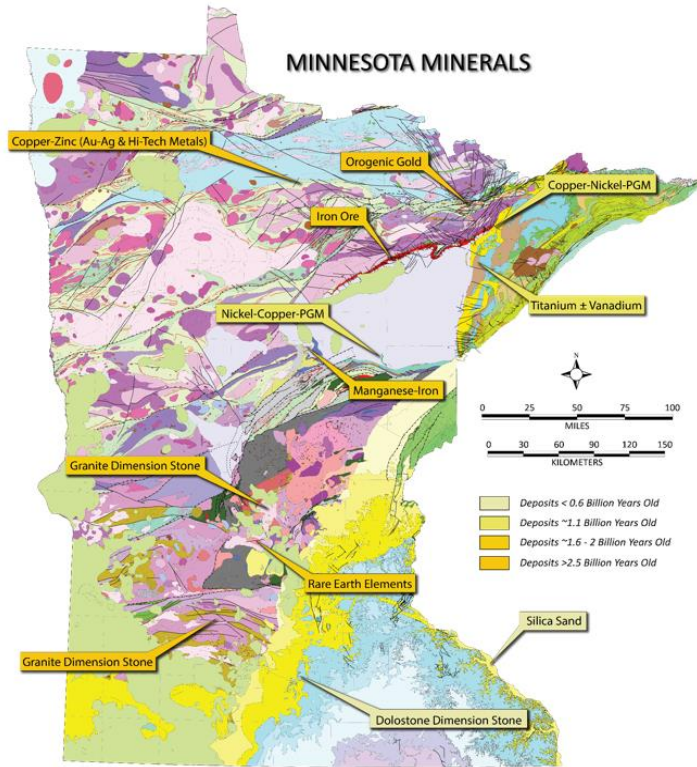 MINNESOTA MINERALS
Copper-Zinc (Au-Ag & Hi-Tech Metals)
Orogenic Gold
Copper-Nickel-PGM
Iron Ore
Nickel-Copper-PGM
Titanium ± Vanadium
Manganese-Iron
N
0 25 50 75 100
MILES
0 30 60 90 120 150
KILOMETERS
Granite Dimension Stone
Deposits < 0.6 Billion Years Old
Deposits ~1.1 Billion Years Old
Deposits ~1.6 - 2 Billion Years Old
Deposits >2.5 Billion Years Old
Rare Earth Elements
Silica Sand
Granite Dimension Stone
Dolostone Dimension Stone